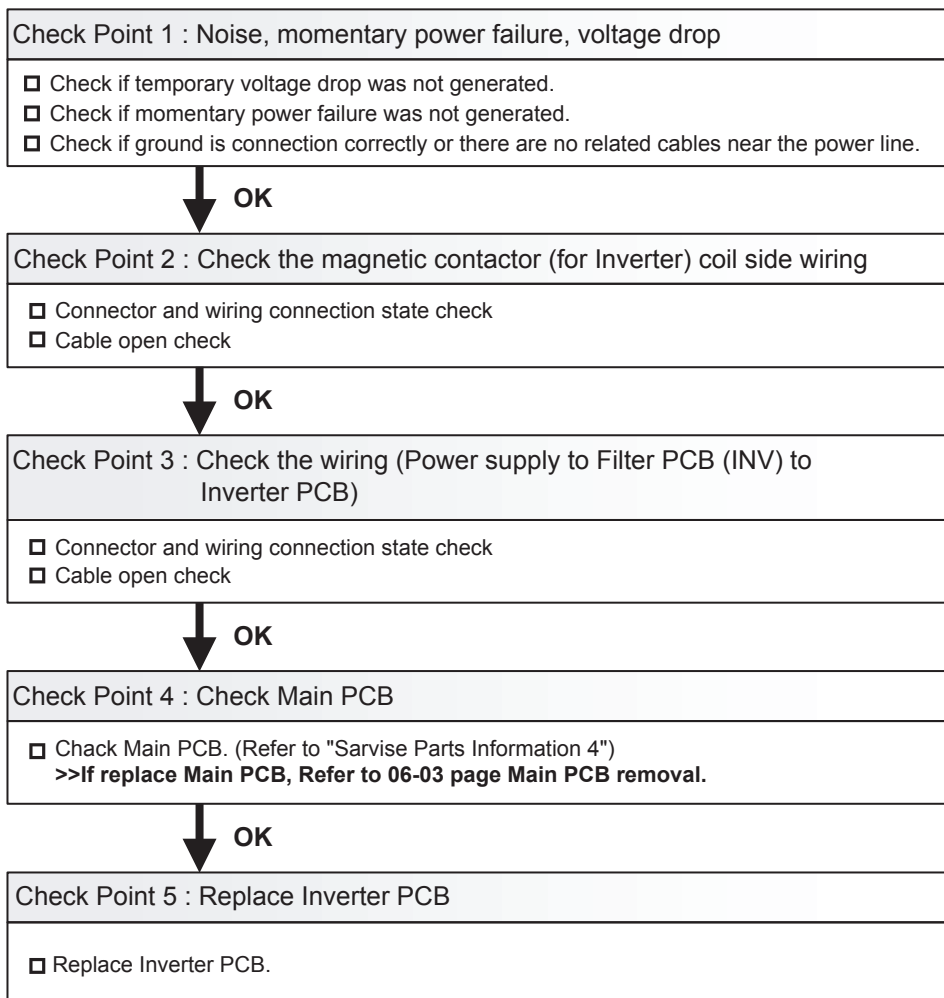 Check Point 1 : Noise, momentary power failure, voltage drop
Check if temporary voltage drop was not generated.
Check if momentary power failure was not generated.
Check if ground is connection correctly or there are no related cables near the power line.
OK
Check Point 2 : Check the magnetic contactor (for Inverter) coil side wiring
Connector and wiring connection state check
Cable open check
OK
Check Point 3 : Check the wiring (Power supply to Filter PCB (INV) to
Inverter PCB)
Connector and wiring connection state check
Cable open check
OK
Check Point 4 : Check Main PCB
Chack Main PCB. (Refer to "Sarvise Parts Information 4")
>>If replace Main PCB, Refer to 06-03 page Main PCB removal.
OK
Check Point 5 : Replace Inverter PCB
Replace Inverter PCB.